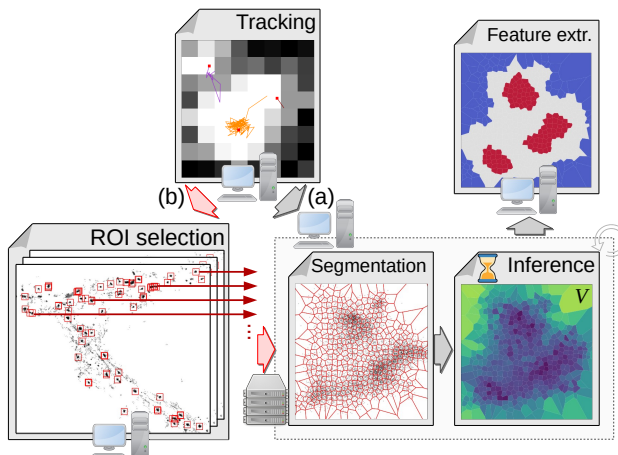 Tracking
Feature extr.
(b)
(a)
ROI selection
Segmentation
Inference
V